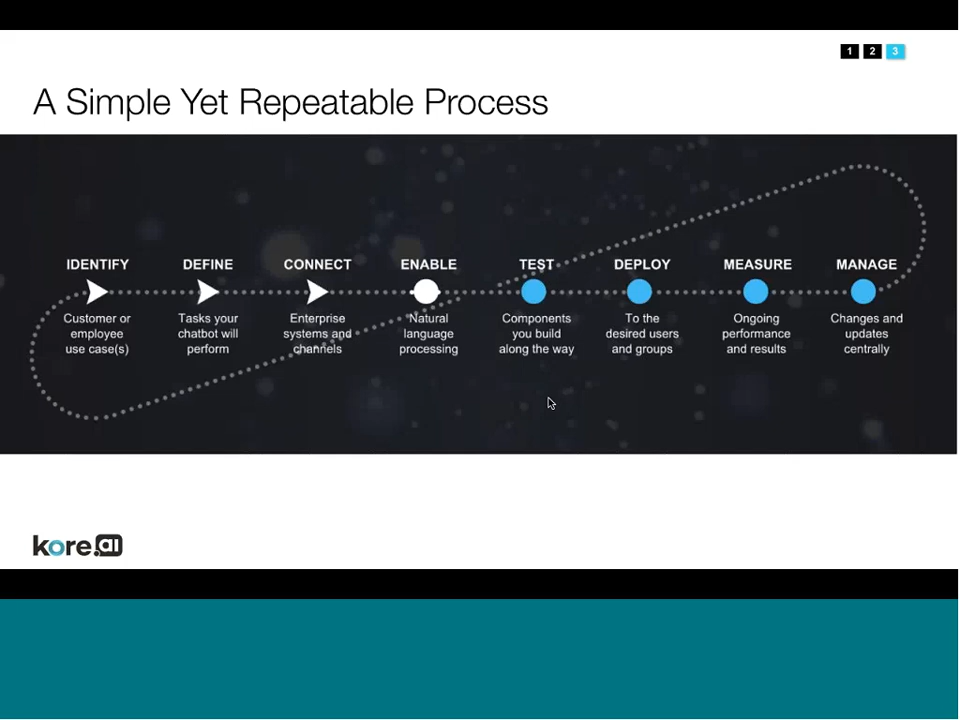 1 2 3
A Simple Yet Repeatable Process
IDENTIFY DEFINE CONNECT ENABLE TEST DEPLOY MEASURE MANAGE
Customer or Tasks your Enterprise Natural Components To the Ongoing Changes and
employee chatbot will systems and language you build desired users performance updates
use case(s) perform channels processing along the way and groups and results centrally
kore.ai